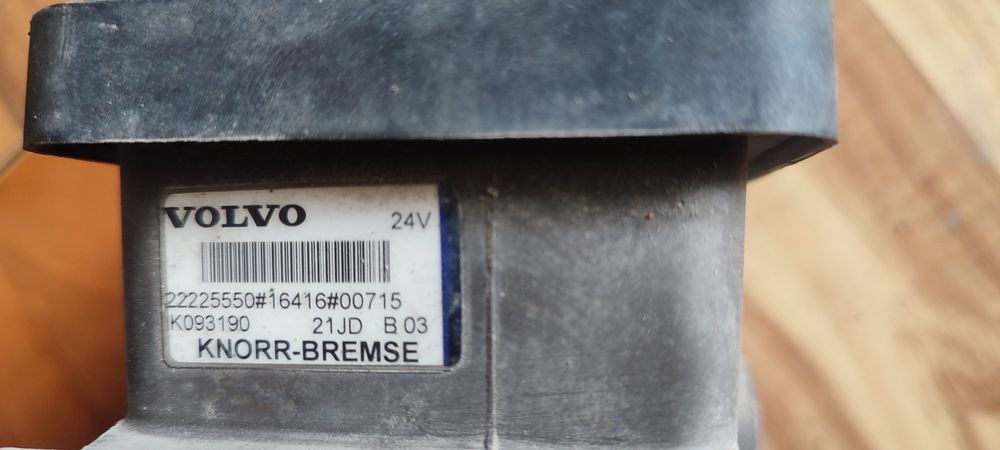 VOLVO 24V
22225550#16416#00715
K093190 21JD B 03
KNORR-BREMSE